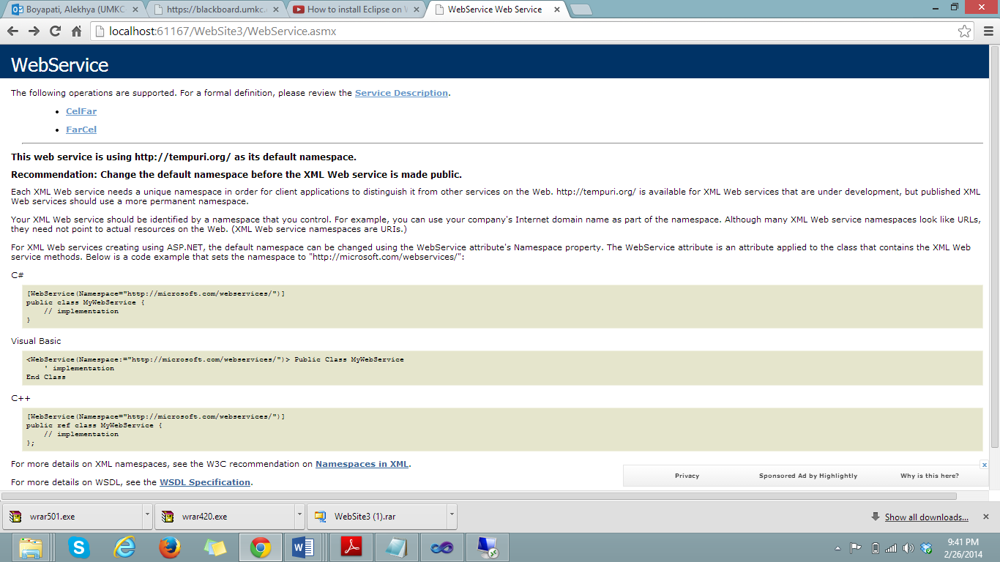 Boyapati, Alekhya (UMKC
https://blackboard.umkc.
How to install Eclipse on
WebService Web Service
localhost:61167/WebSite3/WebService.asmx
WebService
The following operations are supported. For a formal definition, please review the Service Description.
CelFar
FarCel
This web service is using http://tempuri.org/ as its default namespace.
Recommendation: Change the default namespace before the XML Web service is made public.
Each XML Web service needs a unique namespace in order for client applications to distinguish it from other services on the Web. http://tempuri.org/ is available for XML Web services that are under development, but published XML
Web services should use a more permanent namespace.
Your XML Web service should be identified by a namespace that you control. For example, you can use your company's Internet domain name as part of the namespace. Although many XML Web service namespaces look like URLs,
they need not point to actual resources on the Web. (XML Web service namespaces are URIs.)
For XML Web services creating using ASP.NET, the default namespace can be changed using the WebService attribute's Namespace property. The WebService attribute is an attribute applied to the class that contains the XML Web
service methods. Below is a code example that sets the namespace to "http://microsoft.com/webservices/":
C#
[WebService(Namespace="http://microsoft.com/webservices/")]
public class MyWebService {
// implementation
}
Visual Basic
<WebService(Namespace:="http://microsoft.com/webservices/")> Public Class MyWebService
' implementation
End Class
C++
[WebService(Namespace="http://microsoft.com/webservices/")]
public ref class MyWebService {
// implementation
};
For more details on XML namespaces, see the W3C recommendation on Namespaces in XML.
Privacy Sponsored Ad by Highlightly Why is this here?
For more details on WSDL, see the WSDL Specification.
wrar501.exe
wrar420.exe
WebSite3 (1).rar
Show all downloads...
9:41 PM
2/26/2014